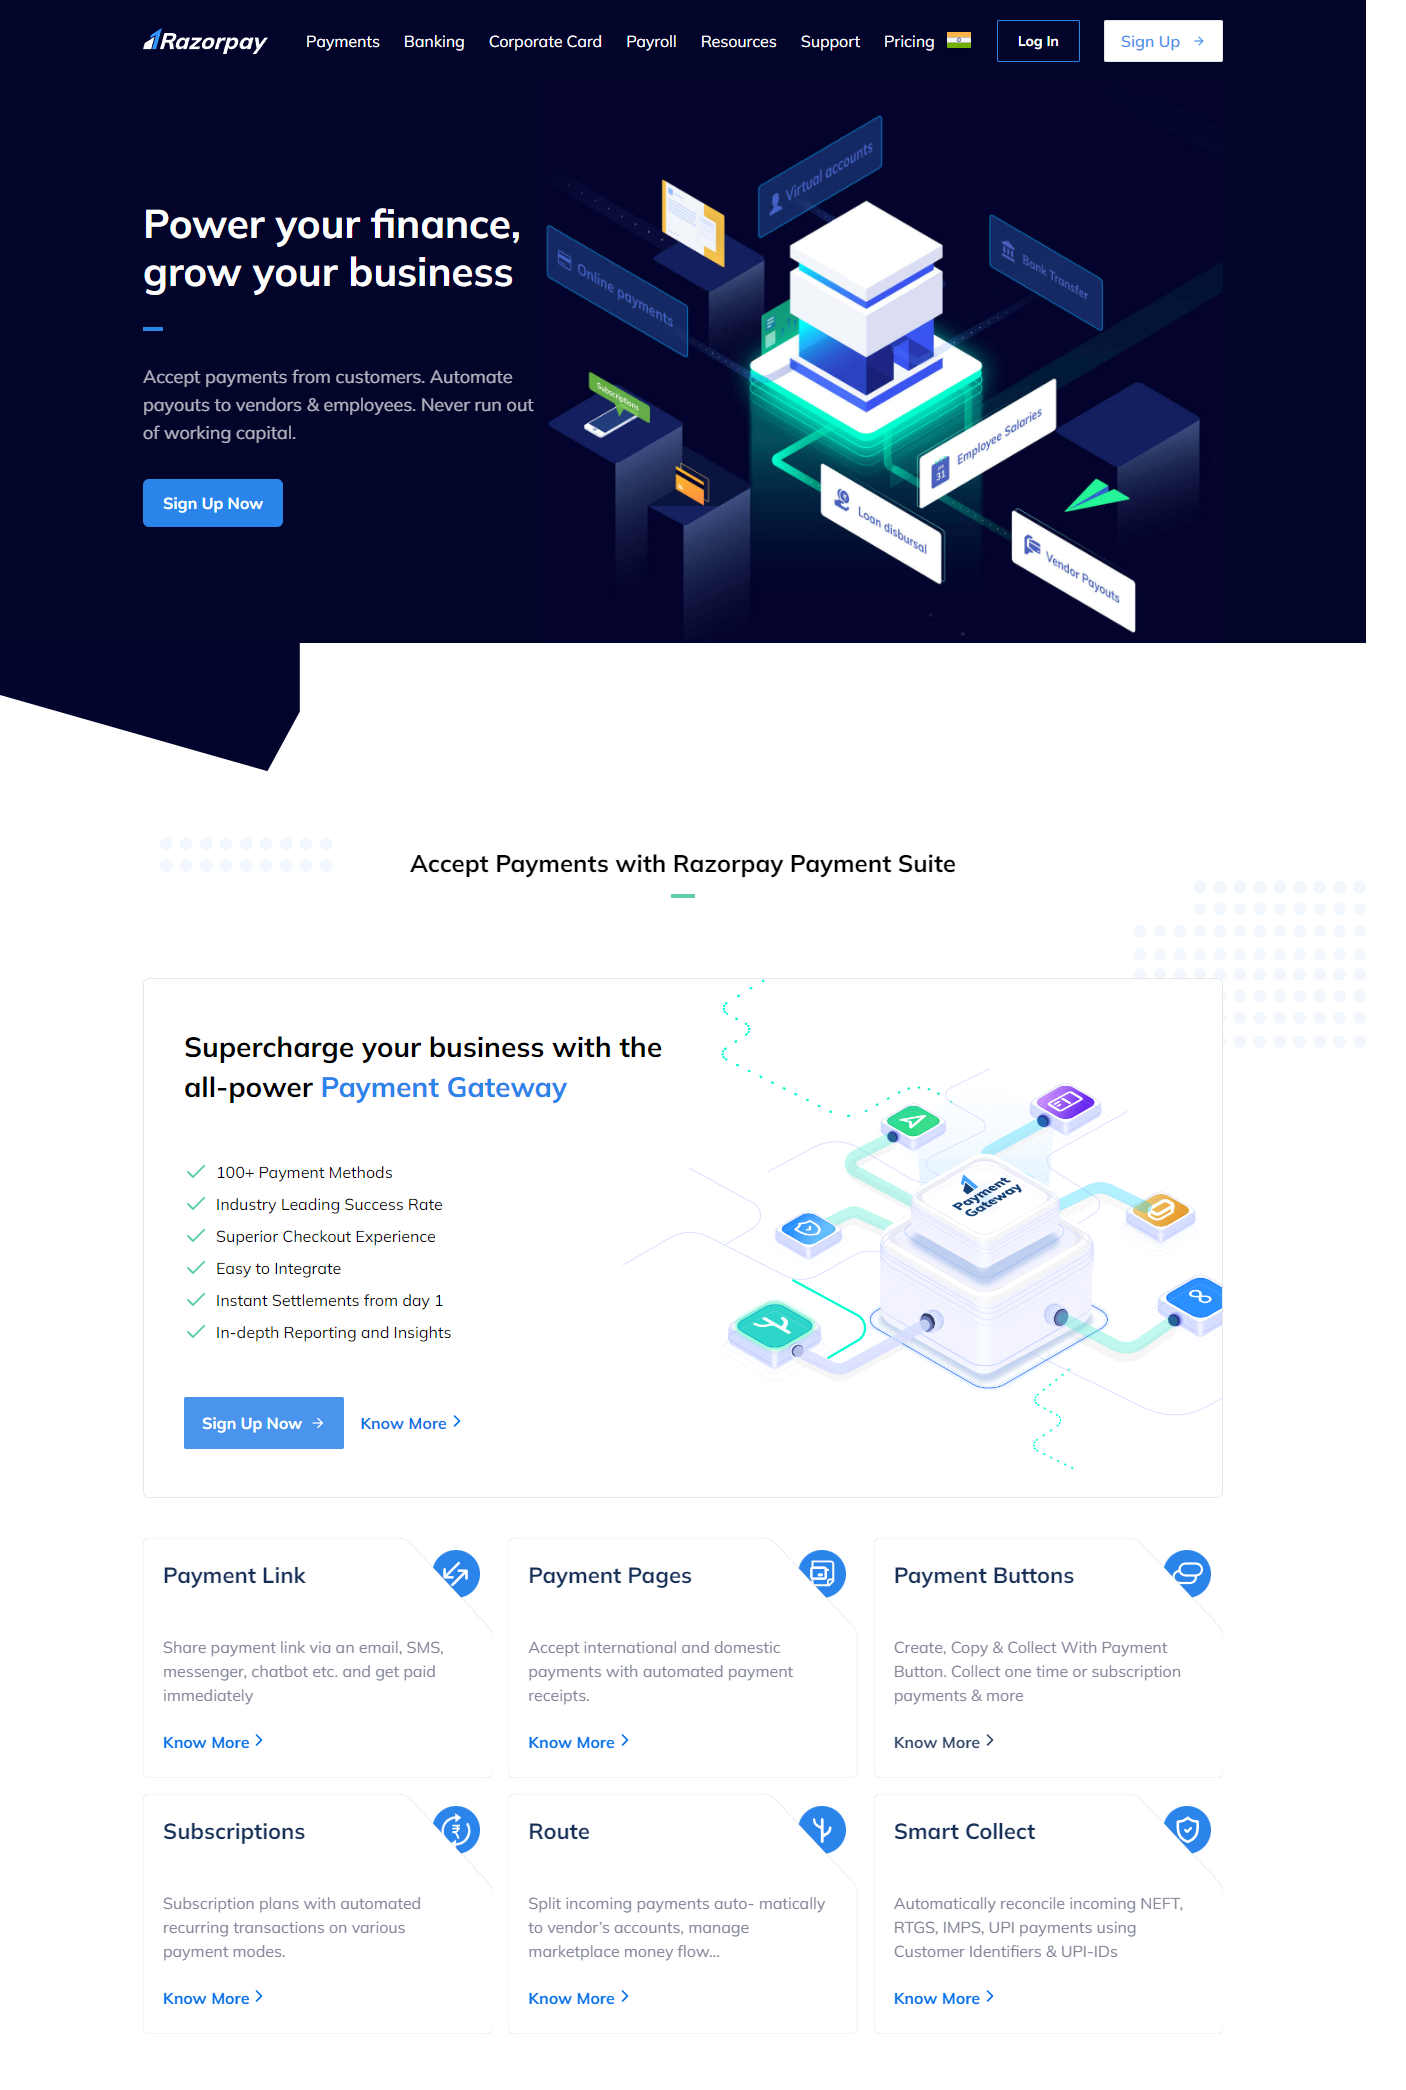 Razorpay
Payments Banking Corporate Card Payroll Resources Support Pricing Log In Sign Up
Power your finance,
grow your business
Accept payments from customers. Automate
payouts to vendors & employees. Never run out
of working capital.
Sign Up Now
Virtual accounts
Online payments
Bank Transfer
Subscriptions
Employee Salaries
31
Loan disbursal
Vendor Payouts
Accept Payments with Razorpay Payment Suite
Supercharge your business with the
all-power Payment Gateway
100+ Payment Methods
Industry Leading Success Rate
Superior Checkout Experience
Easy to Integrate
Instant Settlements from day 1
In-depth Reporting and Insights
Sign Up Now Know More
Payment
Gateway
Payment Link
Share payment link via an email, SMS,
messenger, chatbot etc. and get paid
immediately
Know More
Payment Pages
Accept international and domestic
payments with automated payment
receipts.
Know More
Payment Buttons
Create, Copy & Collect With Payment
Button. Collect one time or subscription
payments & more
Know More
Subscriptions
₹
Subscription plans with automated
recurring transactions on various
payment modes.
Know More
Route
Split incoming payments auto- matically
to vendor's accounts, manage
marketplace money flow...
Know More
Smart Collect
Automatically reconcile incoming NEFT,
RTGS, IMPS, UPI payments using
Customer Identifiers & UPI-IDs
Know More